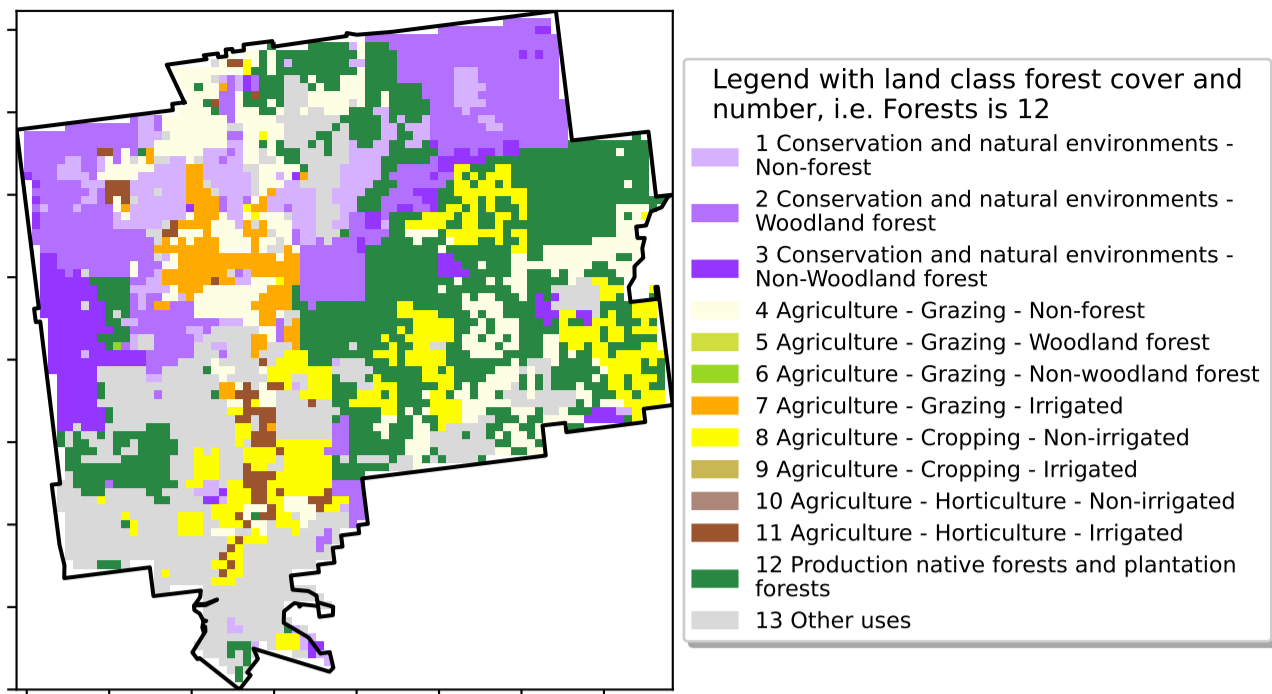 Legend with land class forest cover and
number, i.e. Forests is 12
1 Conservation and natural environments -
Non-forest
2 Conservation and natural environments -
Woodland forest
3 Conservation and natural environments -
Non-Woodland forest
4 Agriculture - Grazing - Non-forest
5 Agriculture - Grazing - Woodland forest
6 Agriculture - Grazing - Non-woodland forest
7 Agriculture - Grazing - Irrigated
8 Agriculture - Cropping - Non-irrigated
9 Agriculture - Cropping - Irrigated
10 Agriculture - Horticulture - Non-irrigated
11 Agriculture - Horticulture - Irrigated
12 Production native forests and plantation
forests
13 Other uses